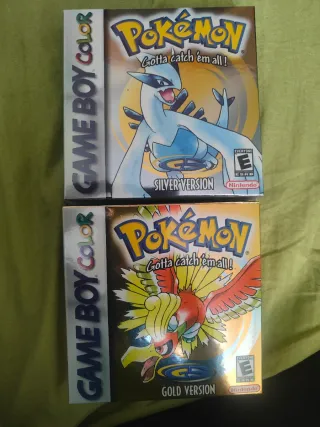 GAME BOY COLOR
POKéMON
Gotta catch 'em all!
SILVER VERSION
EVERYONE
E
ESRB
Nintendo
GAME BOY COLOR
POKéMON
Gotta catch 'em all!
GOLD VERSION
E
Nintendo